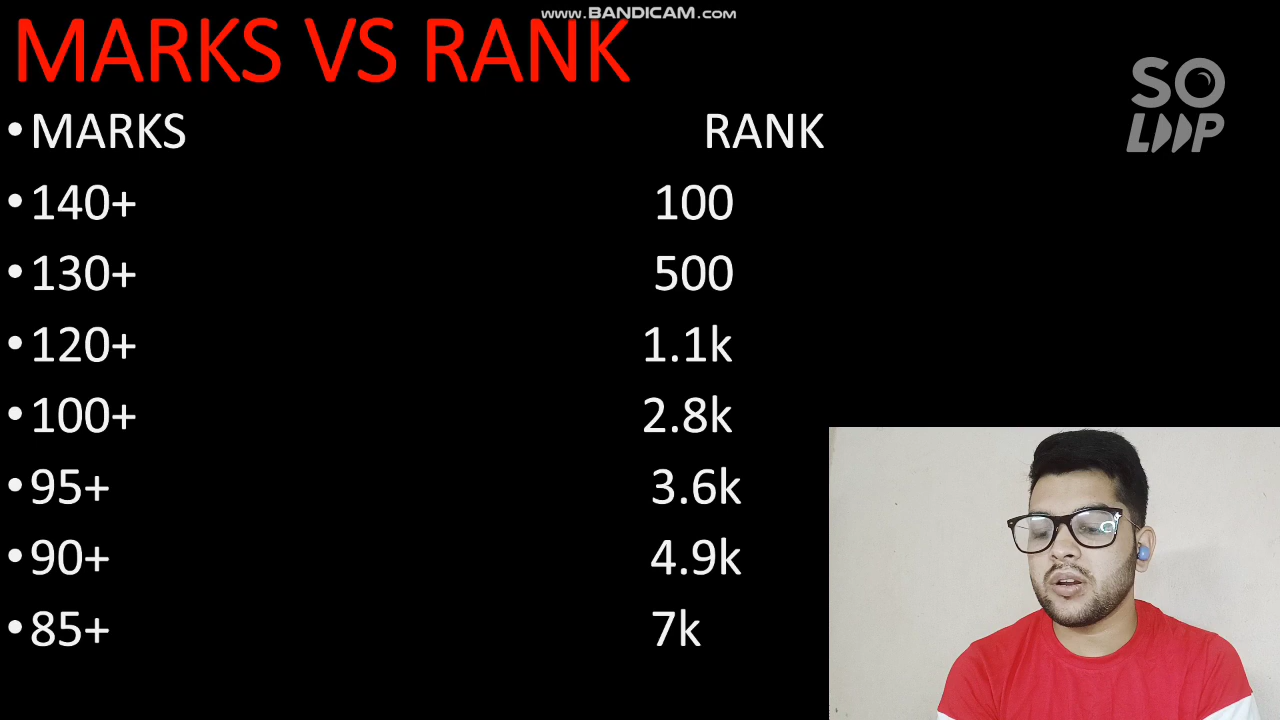 www.BANDICAM.com
MARKS VS RANK
SO
LOOP
• MARKS RANK
• 140+ 100
• 130+ 500
• 120+ 1.1k
• 100+ 2.8k
• 95+ 3.6k
• 90+ 4.9k
• 85+ 7k